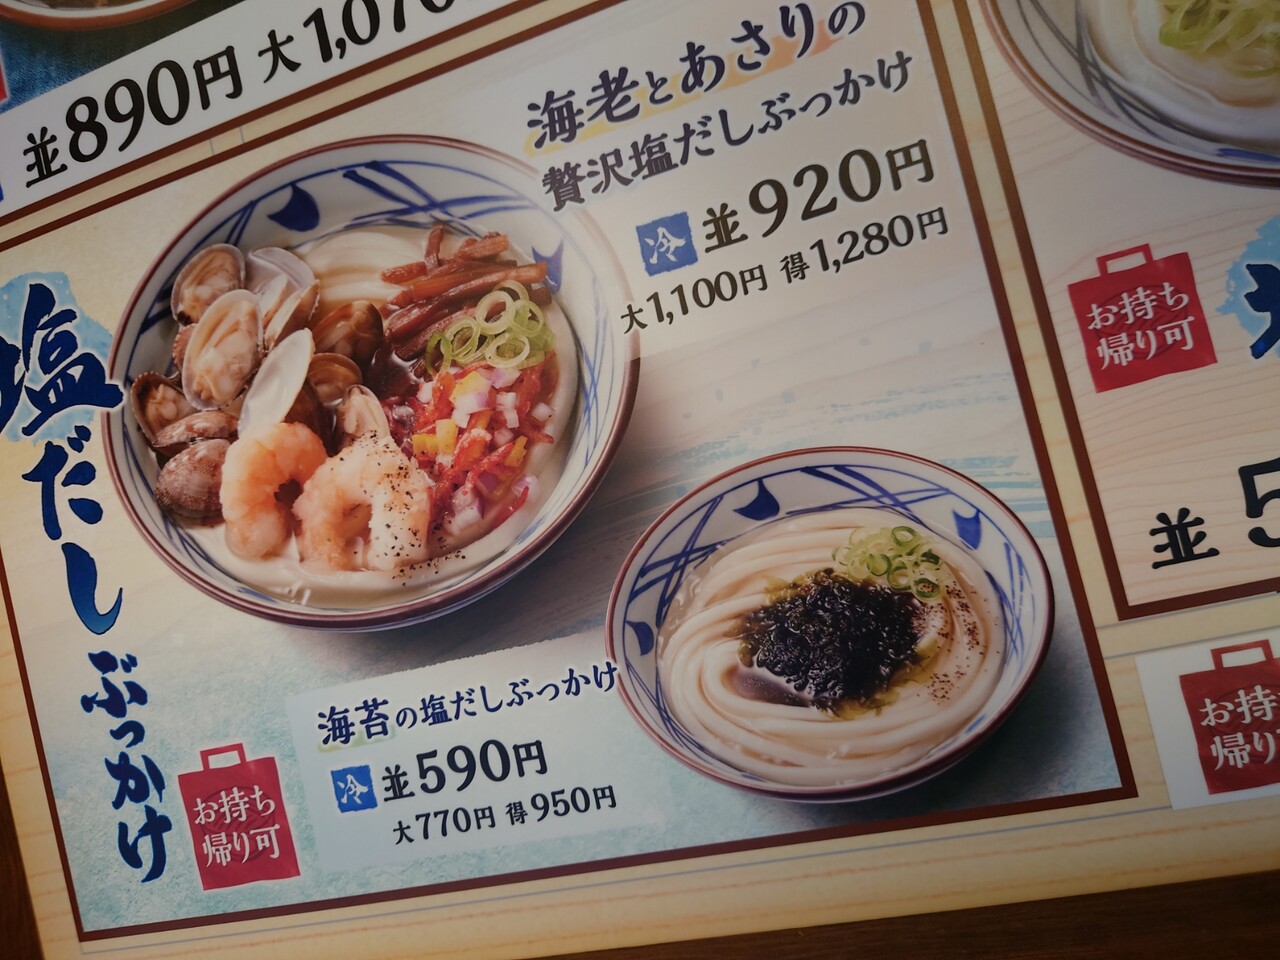 並890円 大1,070
海老とあさりの
贅沢塩だしぶっかけ
冷 並920円
大1,100円 得1,280円
塩だしぶっかけ
海苔の塩だしぶっかけ
冷 並590円
大770円 得950円
お持ち
帰り可
お持ち
帰り可
並5
お持
帰り